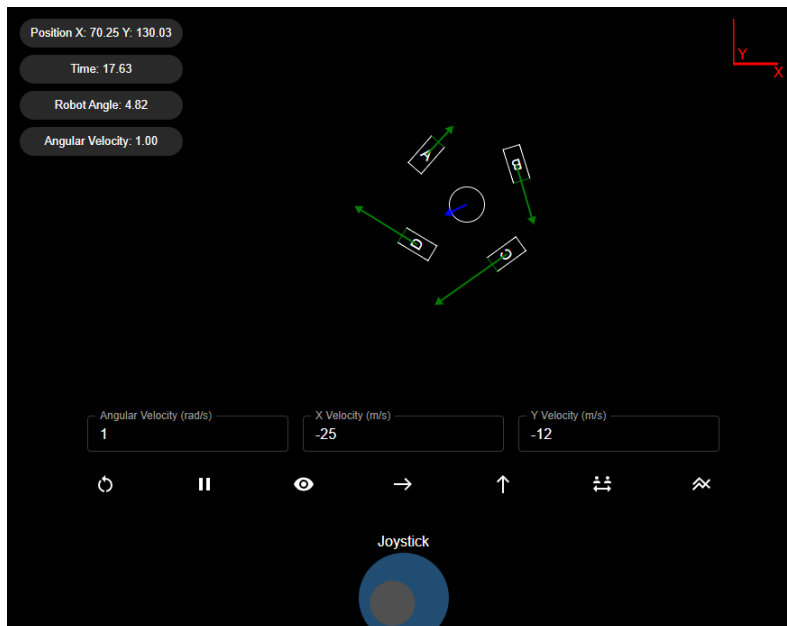 Position X: 70.25 Y: 130.03
Time: 17.63
Robot Angle: 4.82
Angular Velocity: 1.00
Y
X
A
B
D
C
Angular Velocity (rad/s)
X Velocity (m/s)
Y Velocity (m/s)
1
-25
-12
Joystick